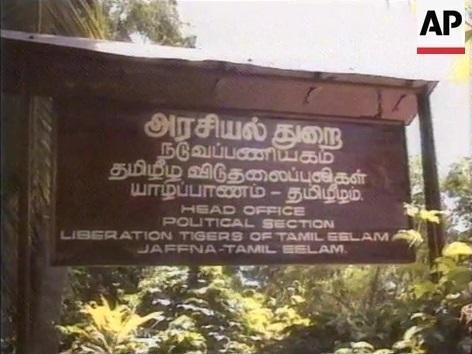 AP
அரசியல் துறை
நடுவப்பணியகம்
தமிழீழ விடுதலைப்புலிகள்
யாழ்ப்பாணம் - தமிழீழம்.
HEAD OFFICE
POLITICAL SECTION
LIBERATION TIGERS OF TAMIL EELAM
JAFFNA-TAMIL EELAM.